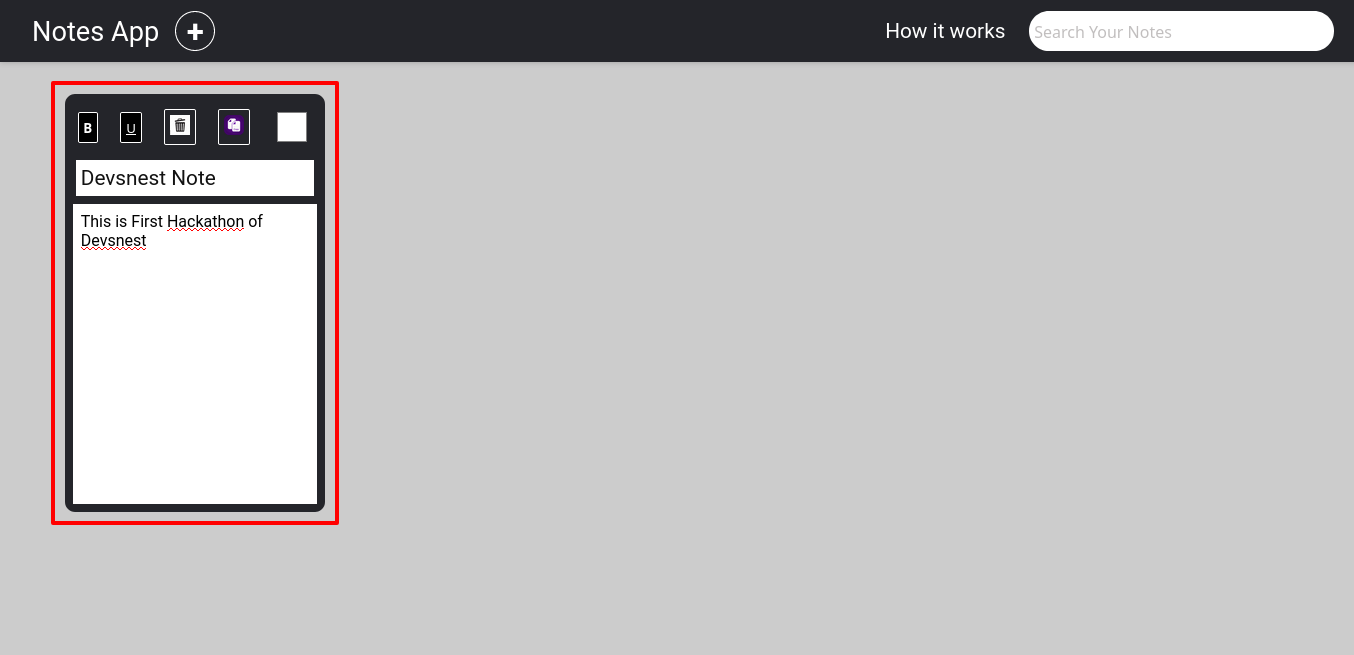 Notes App
How it works
Search Your Notes
B
U
Devsnest Note
This is First Hackathon of
Devsnest